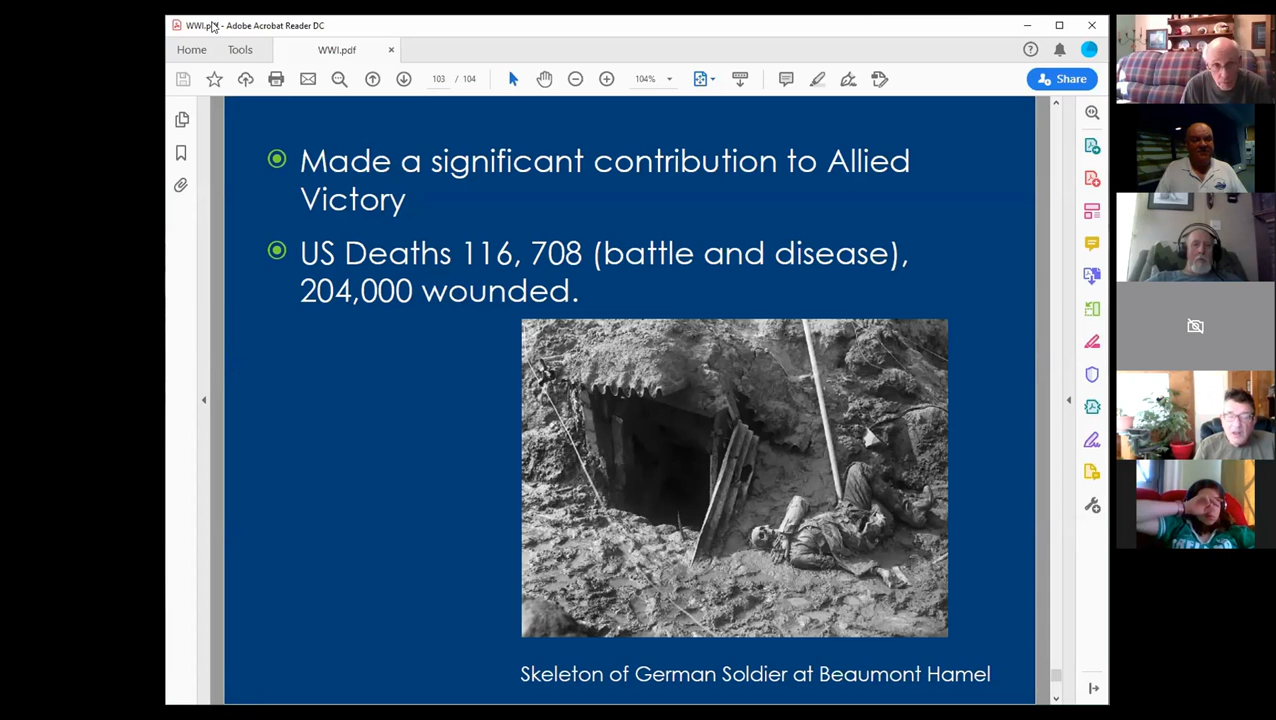 WWI.pdf - Adobe Acrobat Reader DC
Home Tools WWI.pdf
103 / 104 104% Share
Made a significant contribution to Allied
Victory
US Deaths 116, 708 (battle and disease),
204,000 wounded.
Skeleton of German Soldier at Beaumont Hamel